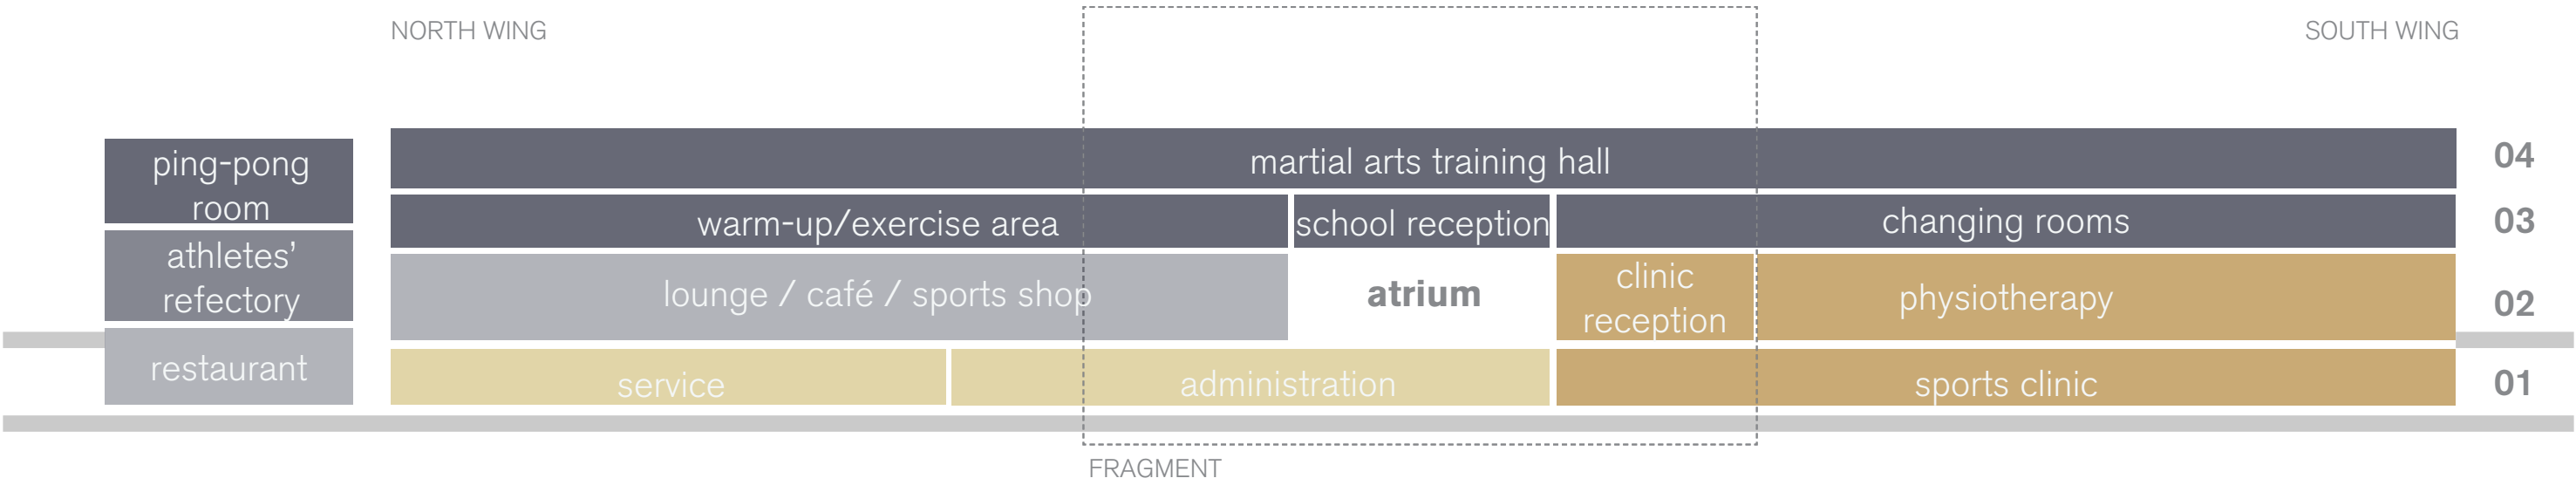 NORTH WING
SOUTH WING
ping-pong
room
martial arts training hall
04
warm-up/exercise area
school reception
changing rooms
03
athletes’
refectory
lounge / café / sports shop
atrium
clinic
reception
physiotherapy
02
restaurant
service
administration
sports clinic
01
FRAGMENT